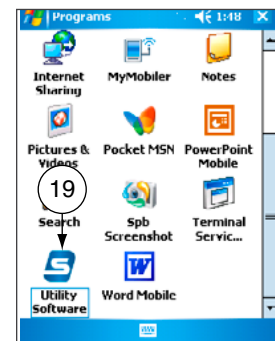 Programs 1:48
Internet MyMobiler Notes
Sharing
Pictures & Pocket MSN PowerPoint
Videos Mobile
19
Search Spb Terminal
Screenshot Servic...
Utility Word Mobile
Software